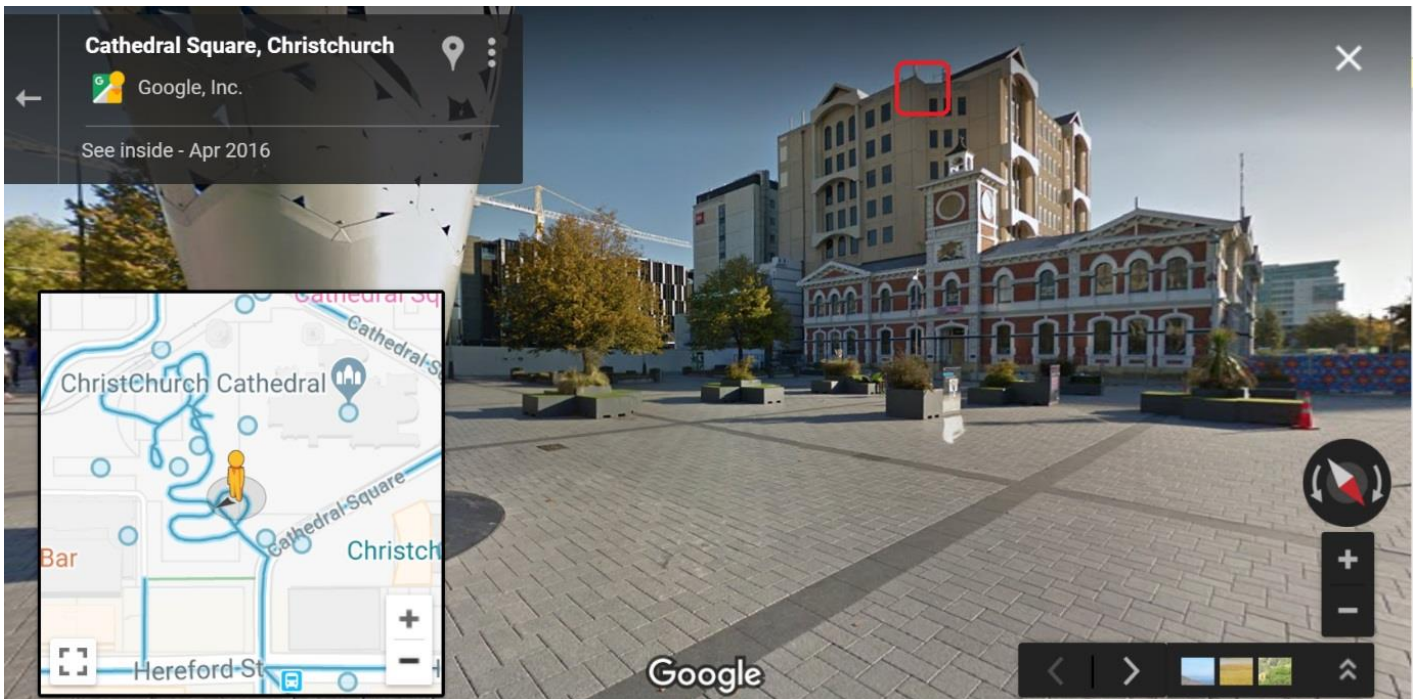 Cathedral Square, Christchurch
Google, Inc.
See inside - Apr 2016
Cathedral Sq
Cathedral S
ChristChurch Cathedral
Cathedral Square
Bar
Christch
Hereford St
Google